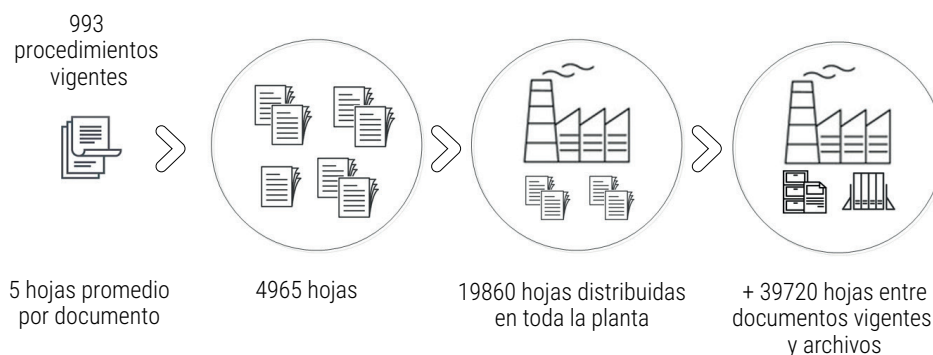 993
procedimientos
vigentes
5 hojas promedio
por documento
4965 hojas
19860 hojas distribuidas
en toda la planta
+ 39720 hojas entre
documentos vigentes
y archivos